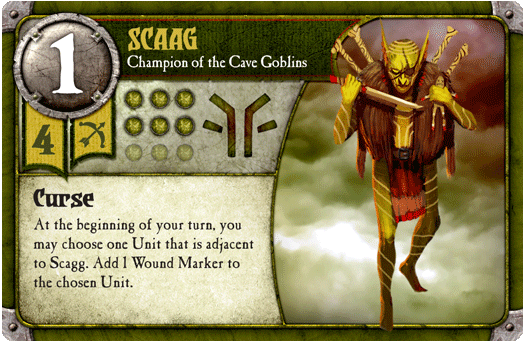 1
SCAAG
Champion of the Cave Goblins
4
Curse
At the beginning of your turn, you
may choose one Unit that is adjacent
to Scagg. Add 1 Wound Marker to
the chosen Unit.